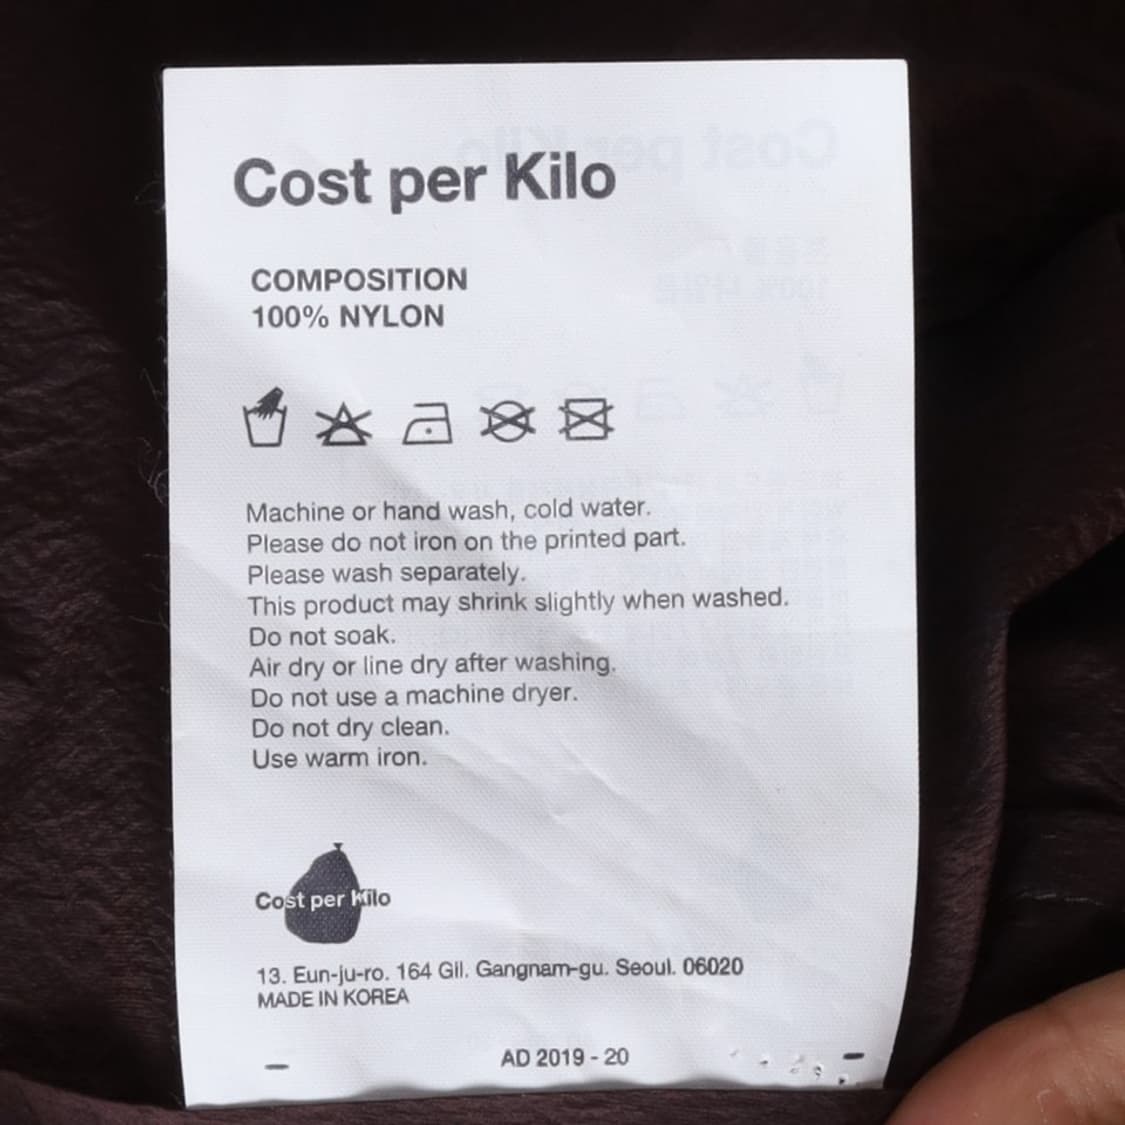 Cost per Kilo
COMPOSITION
100% NYLON
Machine or hand wash, cold water.
Please do not iron on the printed part.
Please wash separately.
This product may shrink slightly when washed.
Do not soak.
Air dry or line dry after washing.
Do not use a machine dryer.
Do not dry clean.
Use warm iron.
Cost per Kilo
13. Eun-ju-ro. 164 Gil. Gangnam-gu. Seoul. 06020
MADE IN KOREA
AD 2019 - 20